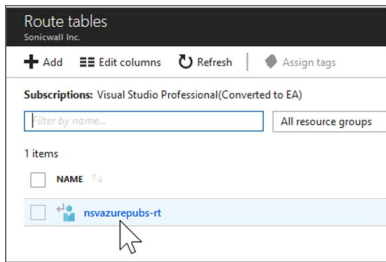 Route tables
Sonicwall Inc.
Add Edit columns Refresh Assign tags
Subscriptions: Visual Studio Professional(Converted to EA)
Filter by name... All resource groups
1 items
NAME
nsvazurepubs-rt